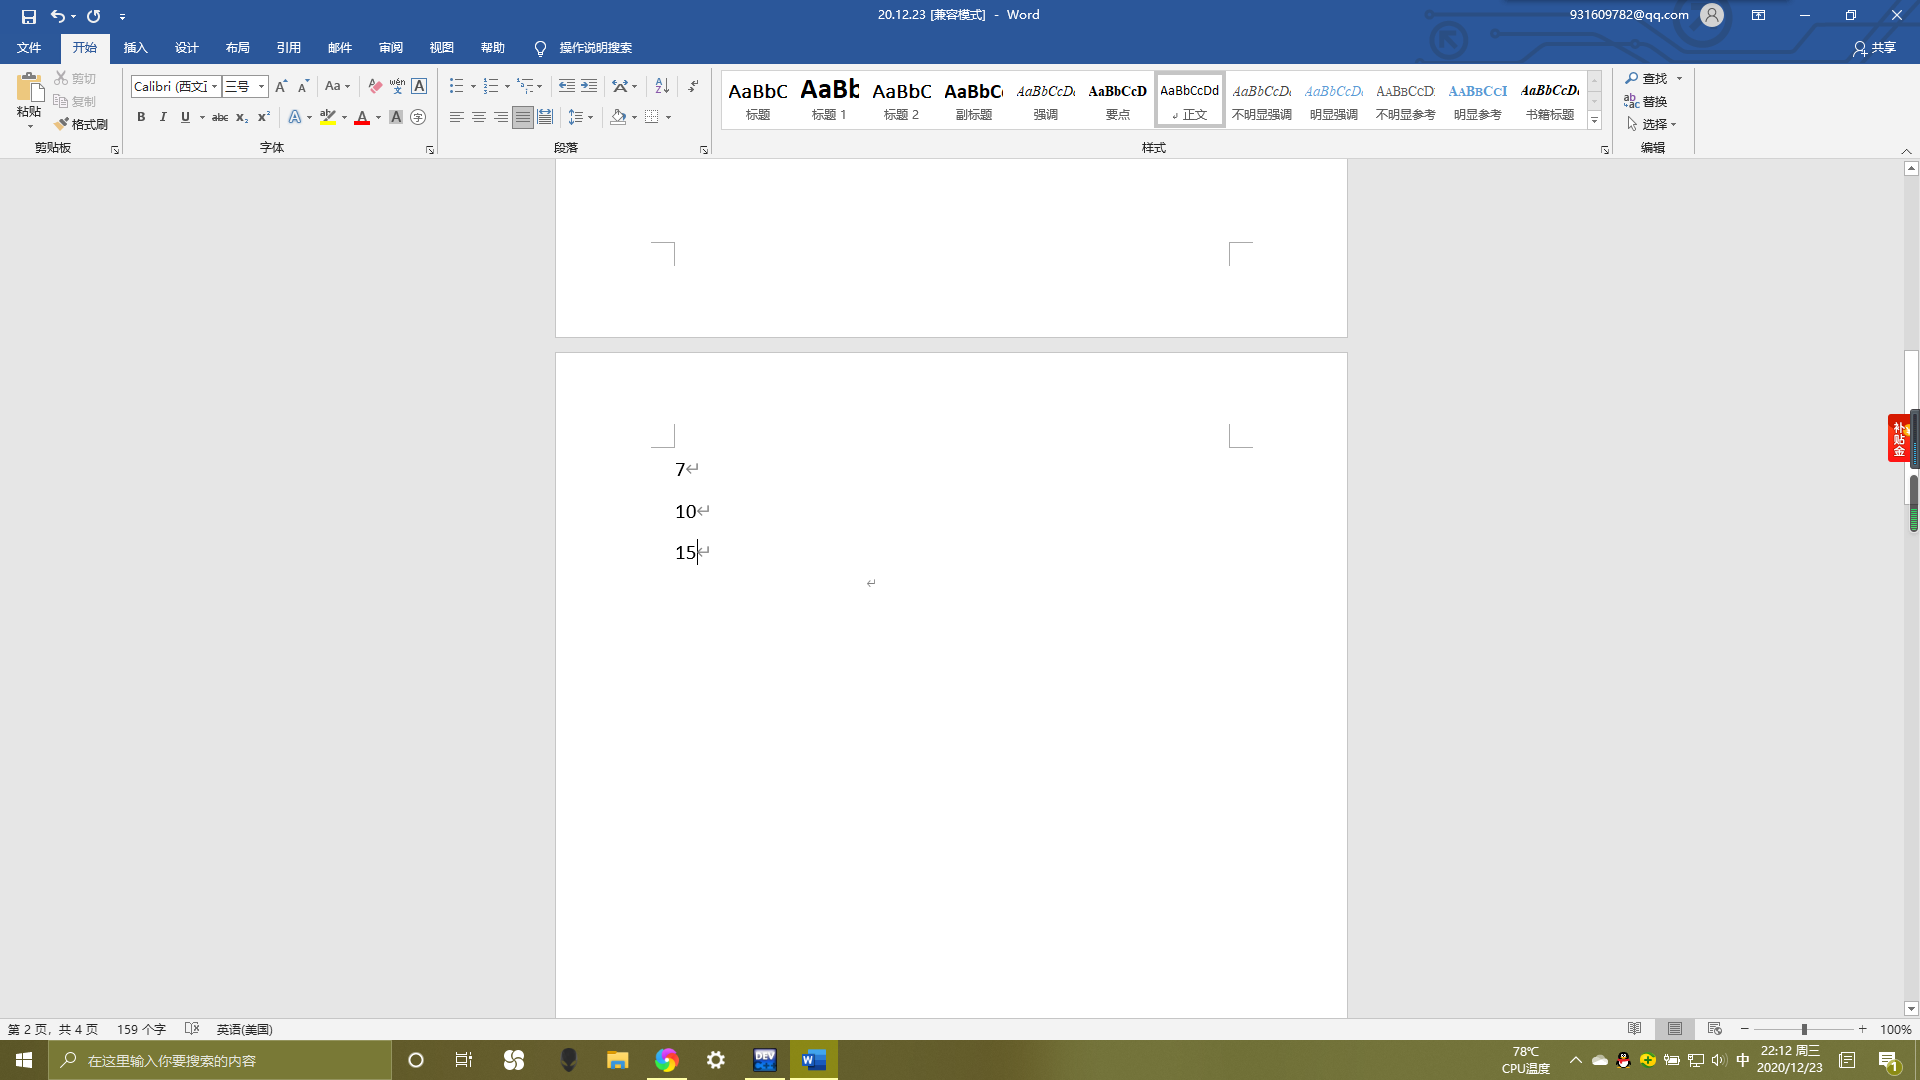 20.12.23 [兼容模式] - Word
931609782@qq.com
文件 开始 插入 设计 布局 引用 邮件 审阅 视图 帮助 操作说明搜索 共享
粘贴
剪切
复制
格式刷
剪贴板
Calibri (西文正 三号
字体
段落
AaBbC 标题
AaBb 标题 1
AaBbC 标题 2
AaBbC 副标题
AaBbCcDd 强调
AaBbCcD 要点
AaBbCcDd 正文
AaBbCcDd 不明显强调
AaBbCcDd 明显强调
AaBbCcD 不明显参考
AaBbCcI 明显参考
AaBbCcDd 书籍标题
样式
查找
替换
选择
编辑
7
10
15
补贴金
第 2 页，共 4 页 159 个字 英语(美国) 100%
在这里输入你要搜索的内容
78℃
CPU温度
中
22:12 周三
2020/12/23
1